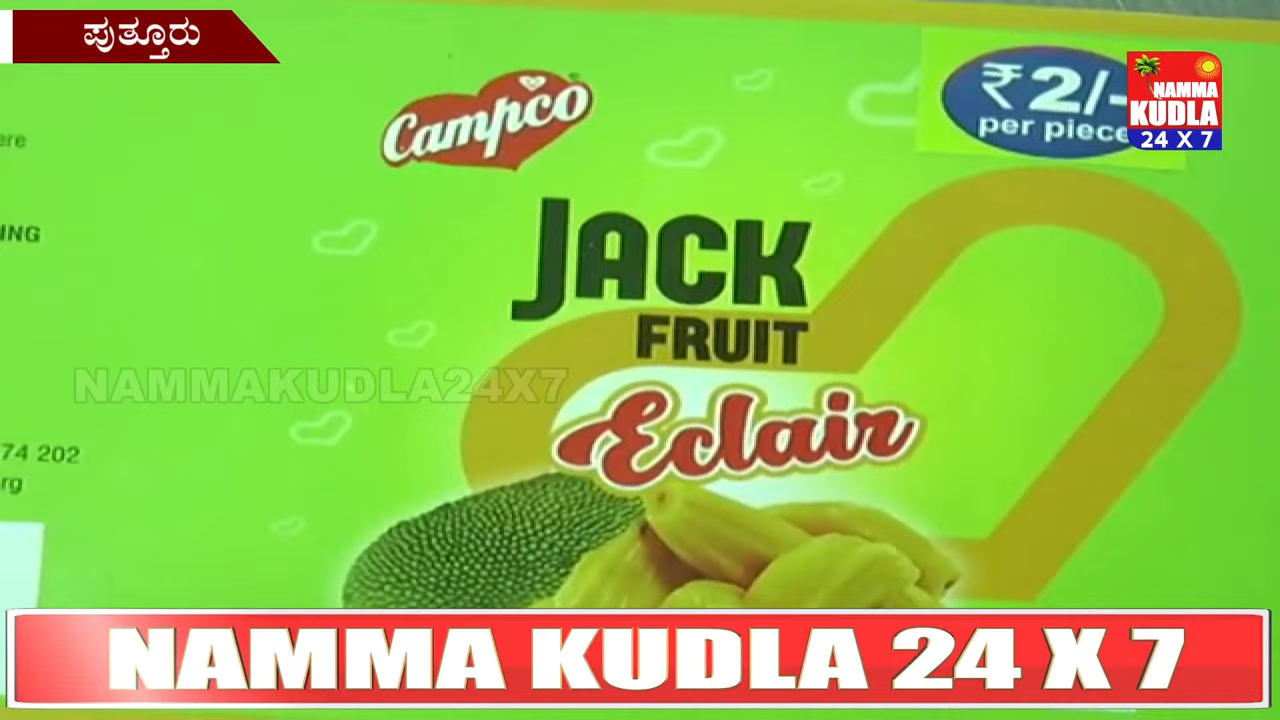 ಪುತ್ತೂರು
Campco
₹2/-
per piece
NAMMA
KUDLA
24 X 7
ere
ING
JACK
FRUIT
NAMMAKUDLA24X7
Eclair
74 202
rg
NAMMA KUDLA 24 X 7